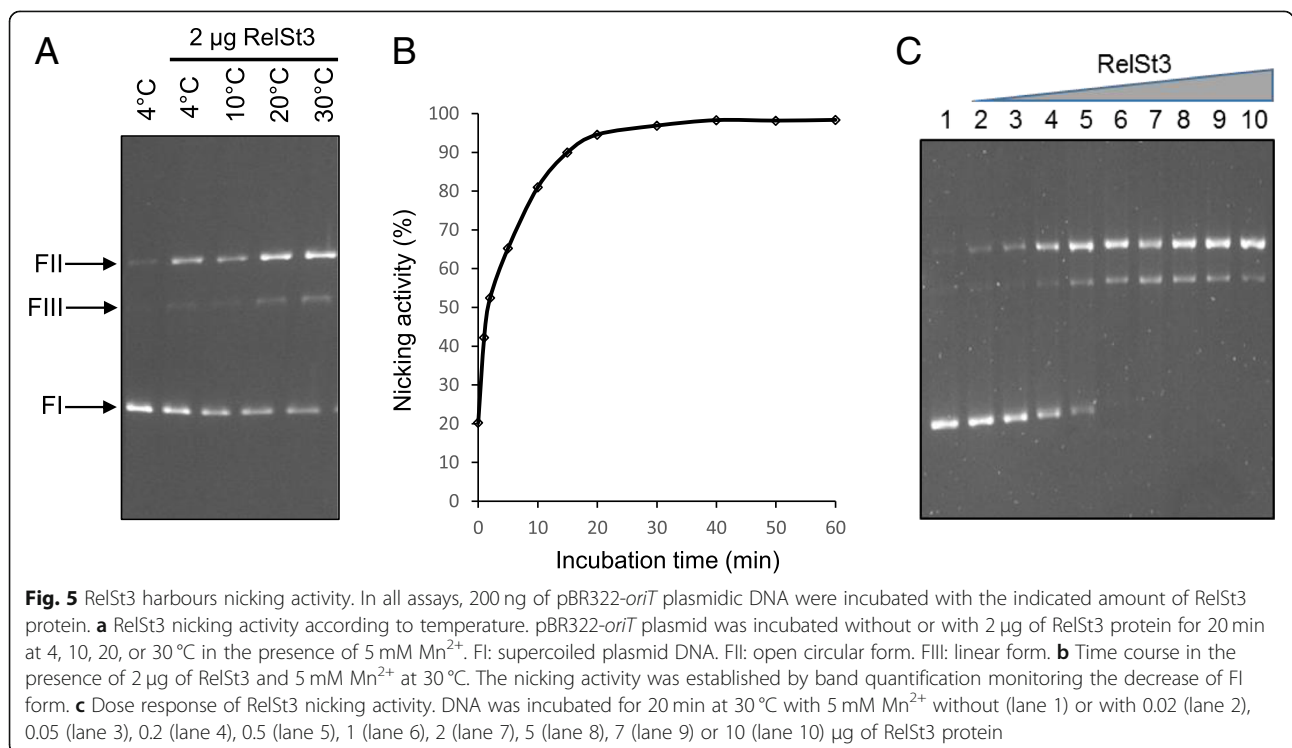 A
2 µg RelSt3
4°C
4°C
10°C
20°C
30°C
FII
FIII
FI
B
Nicking activity (%)
100
90
80
70
60
50
40
30
20
10
0
0 10 20 30 40 50 60
Incubation time (min)
C
RelSt3
1 2 3 4 5 6 7 8 9 10
Fig. 5 RelSt3 harbours nicking activity. In all assays, 200 ng of pBR322-oriT plasmidic DNA were incubated with the indicated amount of RelSt3
protein. a RelSt3 nicking activity according to temperature. pBR322-oriT plasmid was incubated without or with 2 µg of RelSt3 protein for 20 min
at 4, 10, 20, or 30 °C in the presence of 5 mM Mn²⁺. FI: supercoiled plasmid DNA. FII: open circular form. FIII: linear form. b Time course in the
presence of 2 µg of RelSt3 and 5 mM Mn²⁺ at 30 °C. The nicking activity was established by band quantification monitoring the decrease of FI
form. c Dose response of RelSt3 nicking activity. DNA was incubated for 20 min at 30 °C with 5 mM Mn²⁺ without (lane 1) or with 0.02 (lane 2),
0.05 (lane 3), 0.2 (lane 4), 0.5 (lane 5), 1 (lane 6), 2 (lane 7), 5 (lane 8), 7 (lane 9) or 10 (lane 10) µg of RelSt3 protein